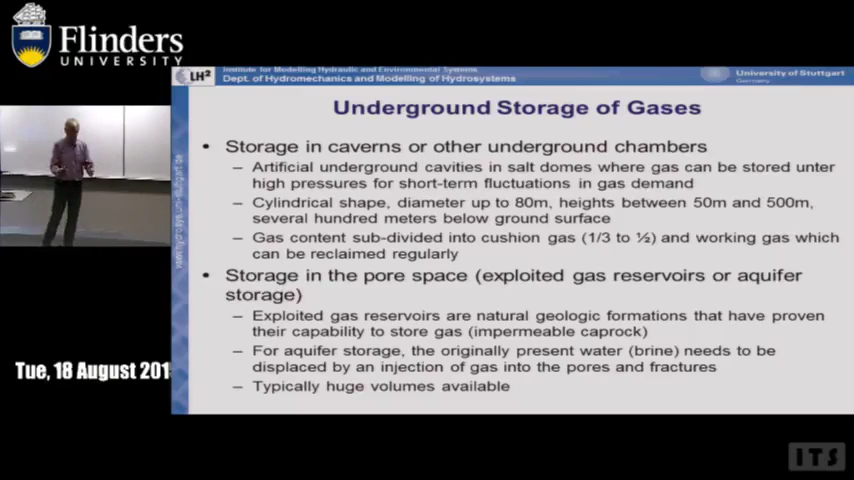 Flinders
UNIVERSITY
LH²
Institute for Modelling Hydraulic and Environmental Systems
Dept. of Hydromechanics and Modelling of Hydrosystems
University of Stuttgart
Germany
Underground Storage of Gases
• Storage in caverns or other underground chambers
– Artificial underground cavities in salt domes where gas can be stored unter
high pressures for short-term fluctuations in gas demand
– Cylindrical shape, diameter up to 80m, heights between 50m and 500m,
several hundred meters below ground surface
– Gas content sub-divided into cushion gas (1/3 to ½) and working gas which
can be reclaimed regularly
• Storage in the pore space (exploited gas reservoirs or aquifer
storage)
– Exploited gas reservoirs are natural geologic formations that have proven
their capability to store gas (impermeable caprock)
– For aquifer storage, the originally present water (brine) needs to be
displaced by an injection of gas into the pores and fractures
– Typically huge volumes available
Tue, 18 August 201
ITS